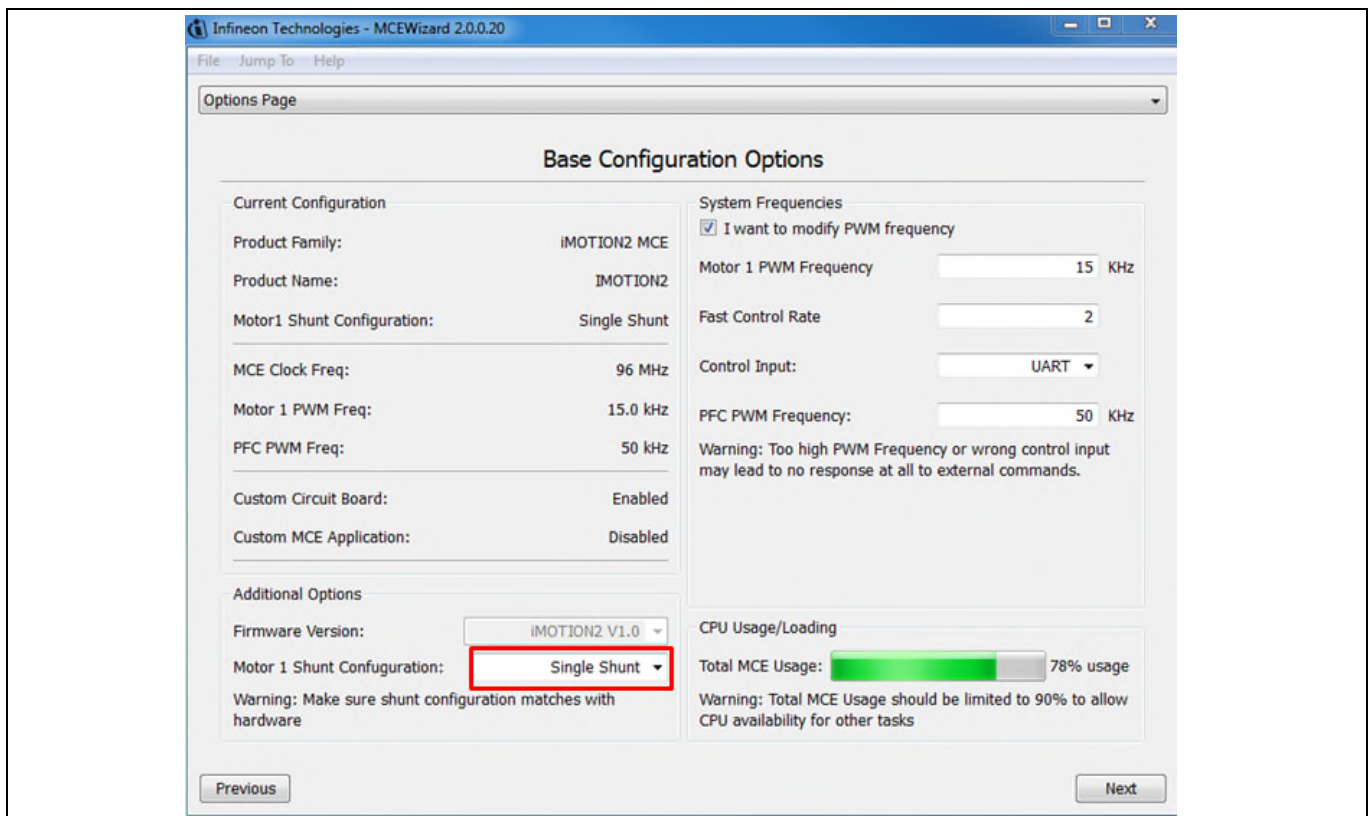 Infineon Technologies - MCEWizard 2.0.0.20
File Jump To Help
Options Page
Base Configuration Options
Current Configuration
Product Family: iMOTION2 MCE
Product Name: IMOTION2
Motor1 Shunt Configuration: Single Shunt
MCE Clock Freq: 96 MHz
Motor 1 PWM Freq: 15.0 kHz
PFC PWM Freq: 50 kHz
Custom Circuit Board: Enabled
Custom MCE Application: Disabled
Additional Options
Firmware Version: iMOTION2 V1.0
Motor 1 Shunt Confuguration: Single Shunt
Warning: Make sure shunt configuration matches with
hardware
System Frequencies
I want to modify PWM frequency
Motor 1 PWM Frequency 15 KHz
Fast Control Rate 2
Control Input: UART
PFC PWM Frequency: 50 KHz
Warning: Too high PWM Frequency or wrong control input
may lead to no response at all to external commands.
CPU Usage/Loading
Total MCE Usage: 78% usage
Warning: Total MCE Usage should be limited to 90% to allow
CPU availability for other tasks
Previous
Next